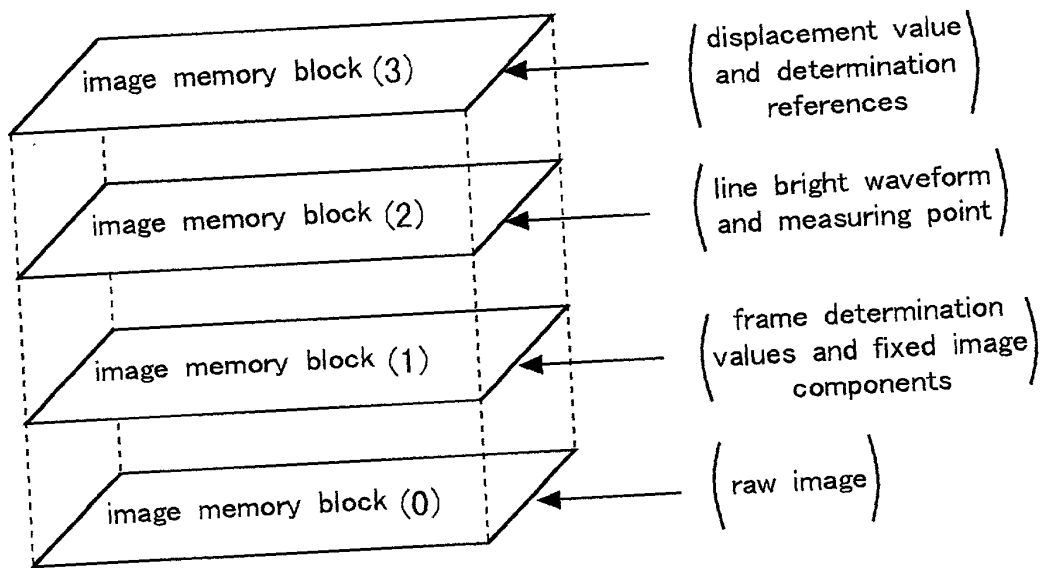 image memory block (3)
displacement value
and determination
references
image memory block (2)
line bright waveform
and measuring point
image memory block (1)
frame determination
values and fixed image
components
image memory block (0)
raw image